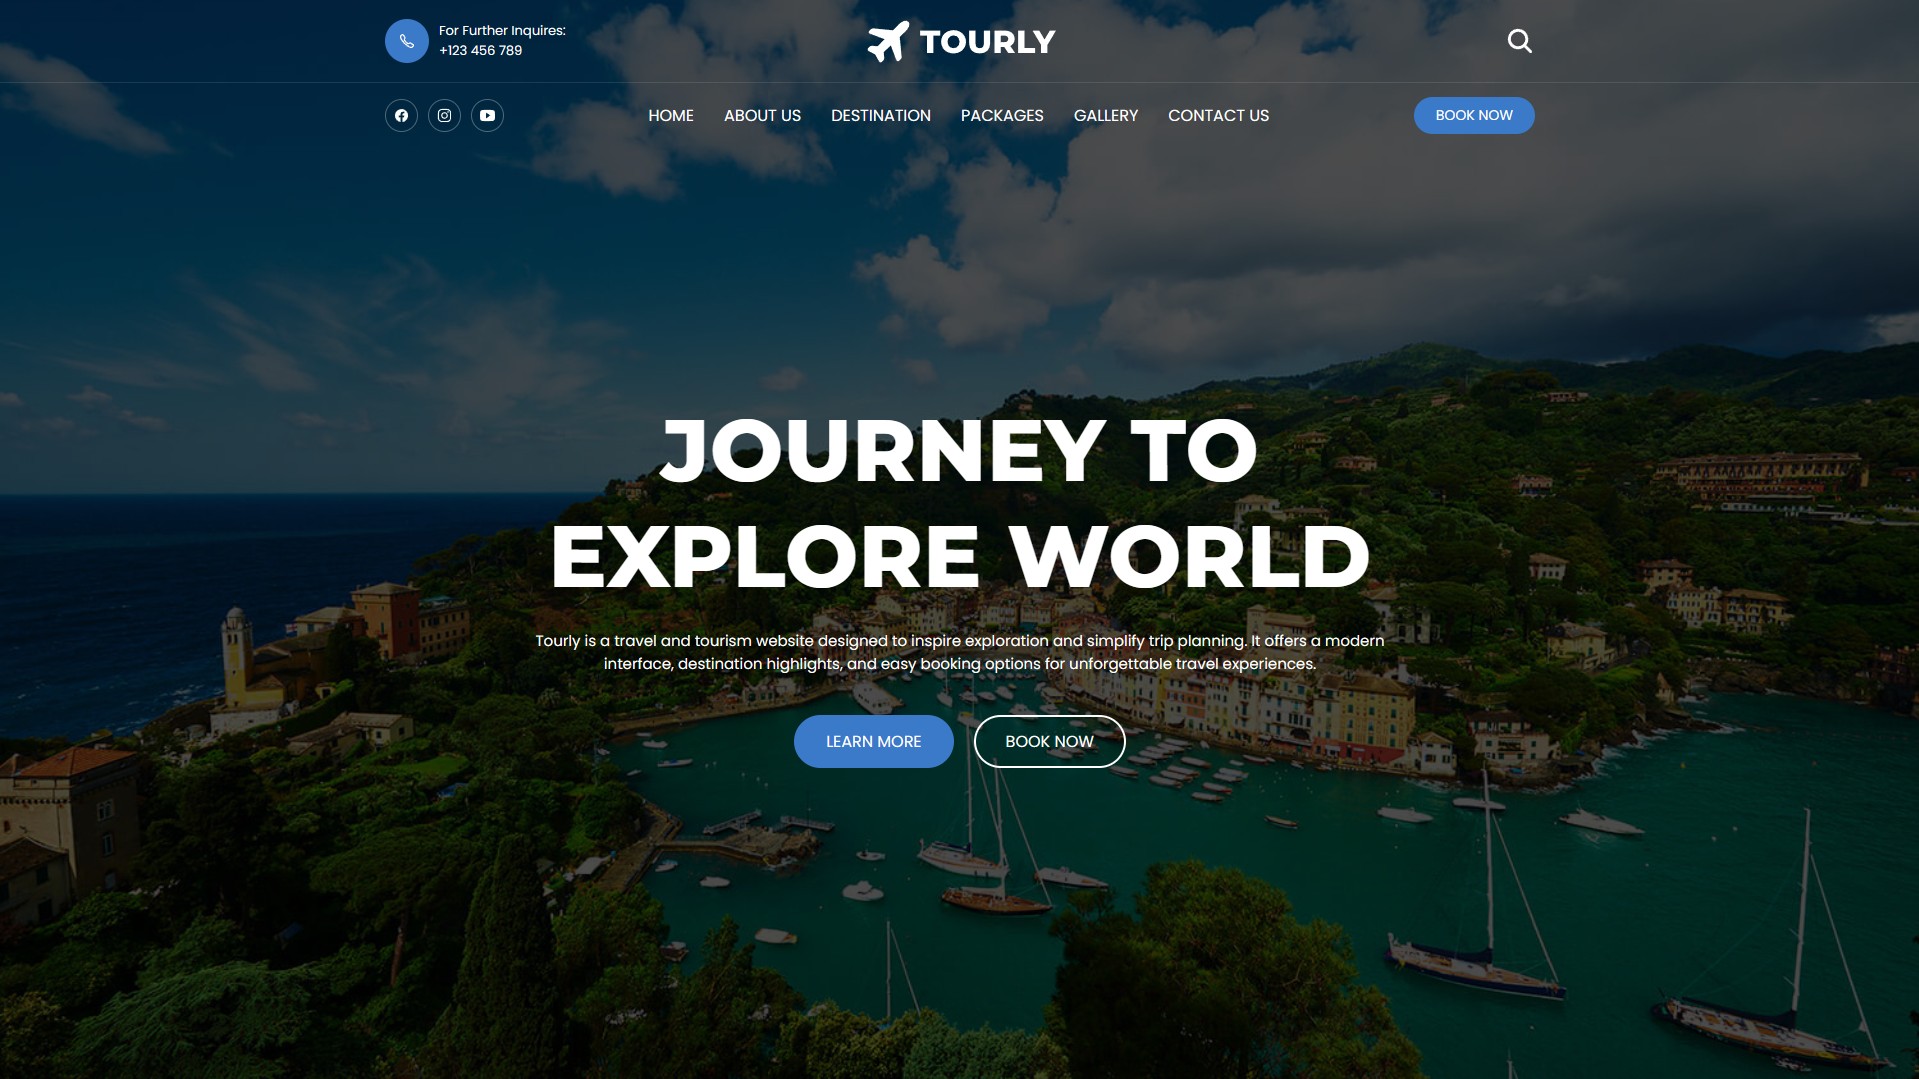 For Further Inquires:
+123 456 789
TOURLY
HOME ABOUT US DESTINATION PACKAGES GALLERY CONTACT US
BOOK NOW
JOURNEY TO
EXPLORE WORLD
Tourly is a travel and tourism website designed to inspire exploration and simplify trip planning. It offers a modern
interface, destination highlights, and easy booking options for unforgettable travel experiences.
LEARN MORE
BOOK NOW